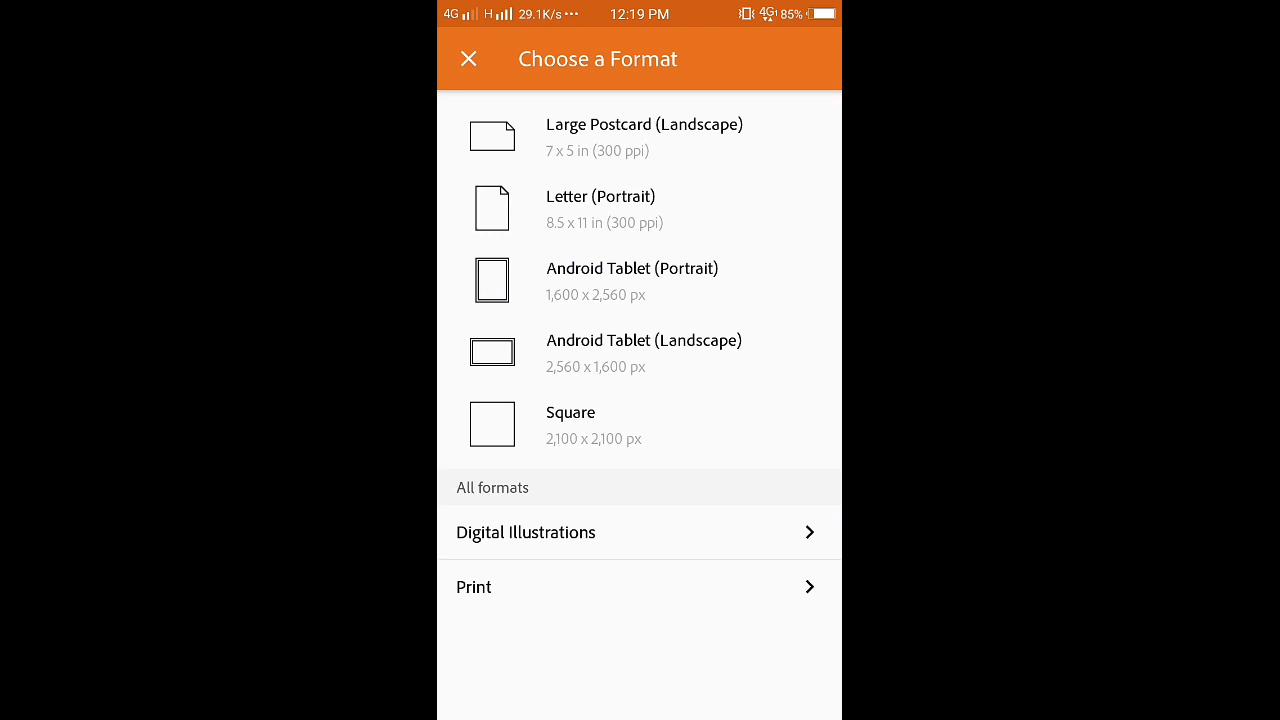 4G H 29.1K/s ••• 12:19 PM 4G 85%
Choose a Format
Large Postcard (Landscape)
7 x 5 in (300 ppi)
Letter (Portrait)
8.5 x 11 in (300 ppi)
Android Tablet (Portrait)
1,600 x 2,560 px
Android Tablet (Landscape)
2,560 x 1,600 px
Square
2,100 x 2,100 px
All formats
Digital Illustrations
Print